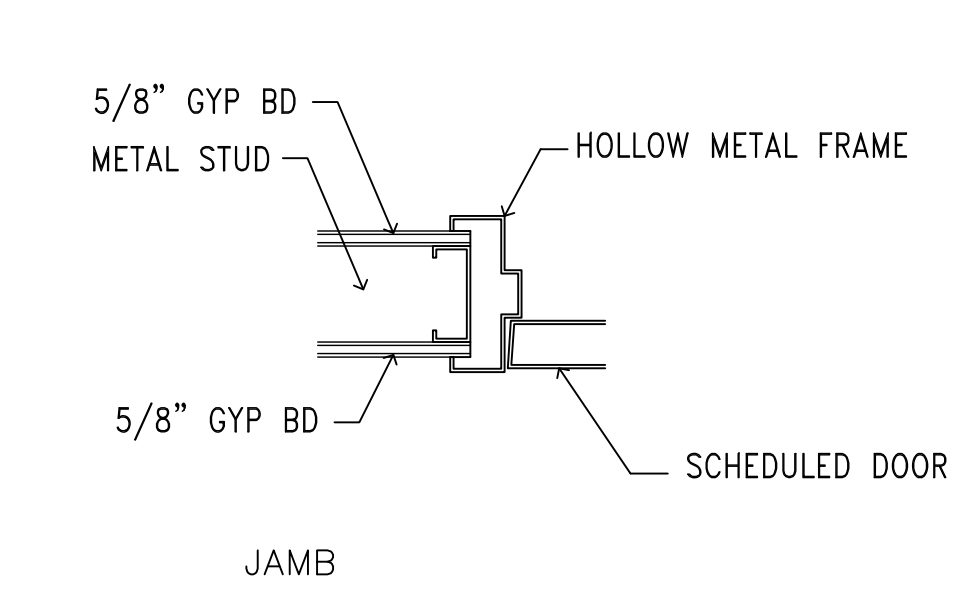 5/8” GYP BD
HOLLOW METAL FRAME
METAL STUD
5/8” GYP BD
SCHEDULED DOOR
JAMB